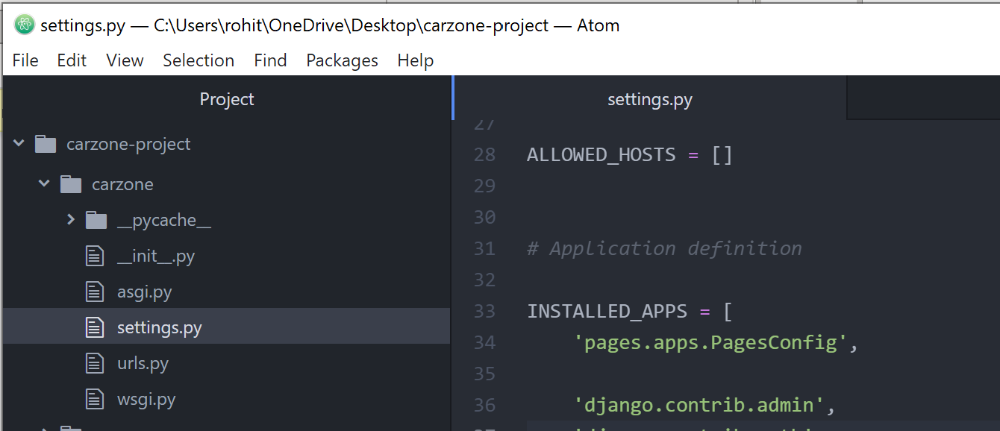 settings.py — C:\Users\rohit\OneDrive\Desktop\carzone-project — Atom
File Edit View Selection Find Packages Help
Project
carzone-project
carzone
__pycache__
__init__.py
asgi.py
settings.py
urls.py
wsgi.py
settings.py
27
28 ALLOWED_HOSTS = []
29
30
31 # Application definition
32
33 INSTALLED_APPS = [
34 'pages.apps.PagesConfig',
35
36 'django.contrib.admin',